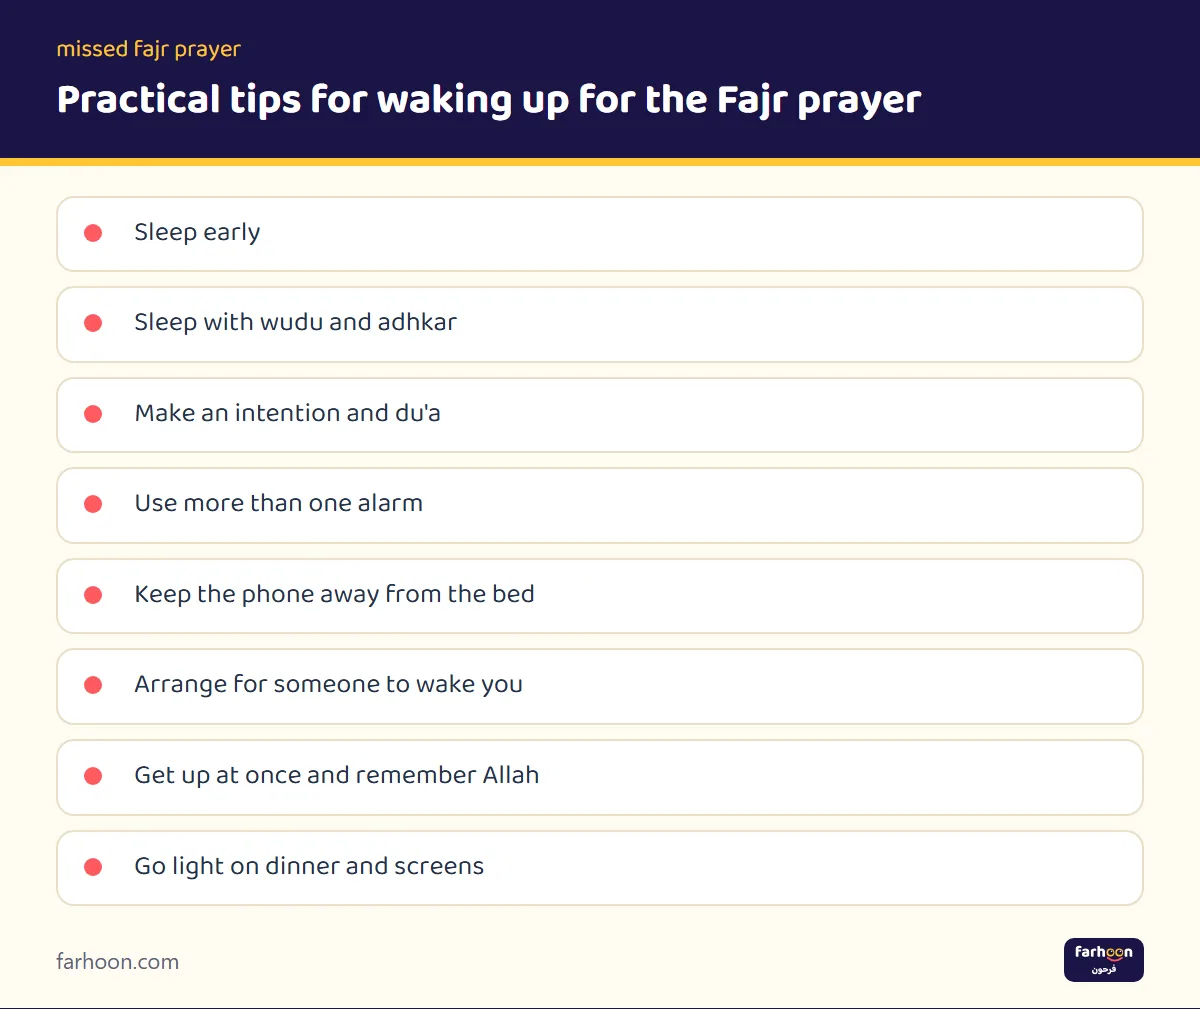 missed fajr prayer
Practical tips for waking up for the Fajr prayer
Sleep early
Sleep with wudu and adhkar
Make an intention and du'a
Use more than one alarm
Keep the phone away from the bed
Arrange for someone to wake you
Get up at once and remember Allah
Go light on dinner and screens
farhoon.com
farhoon
فرحون